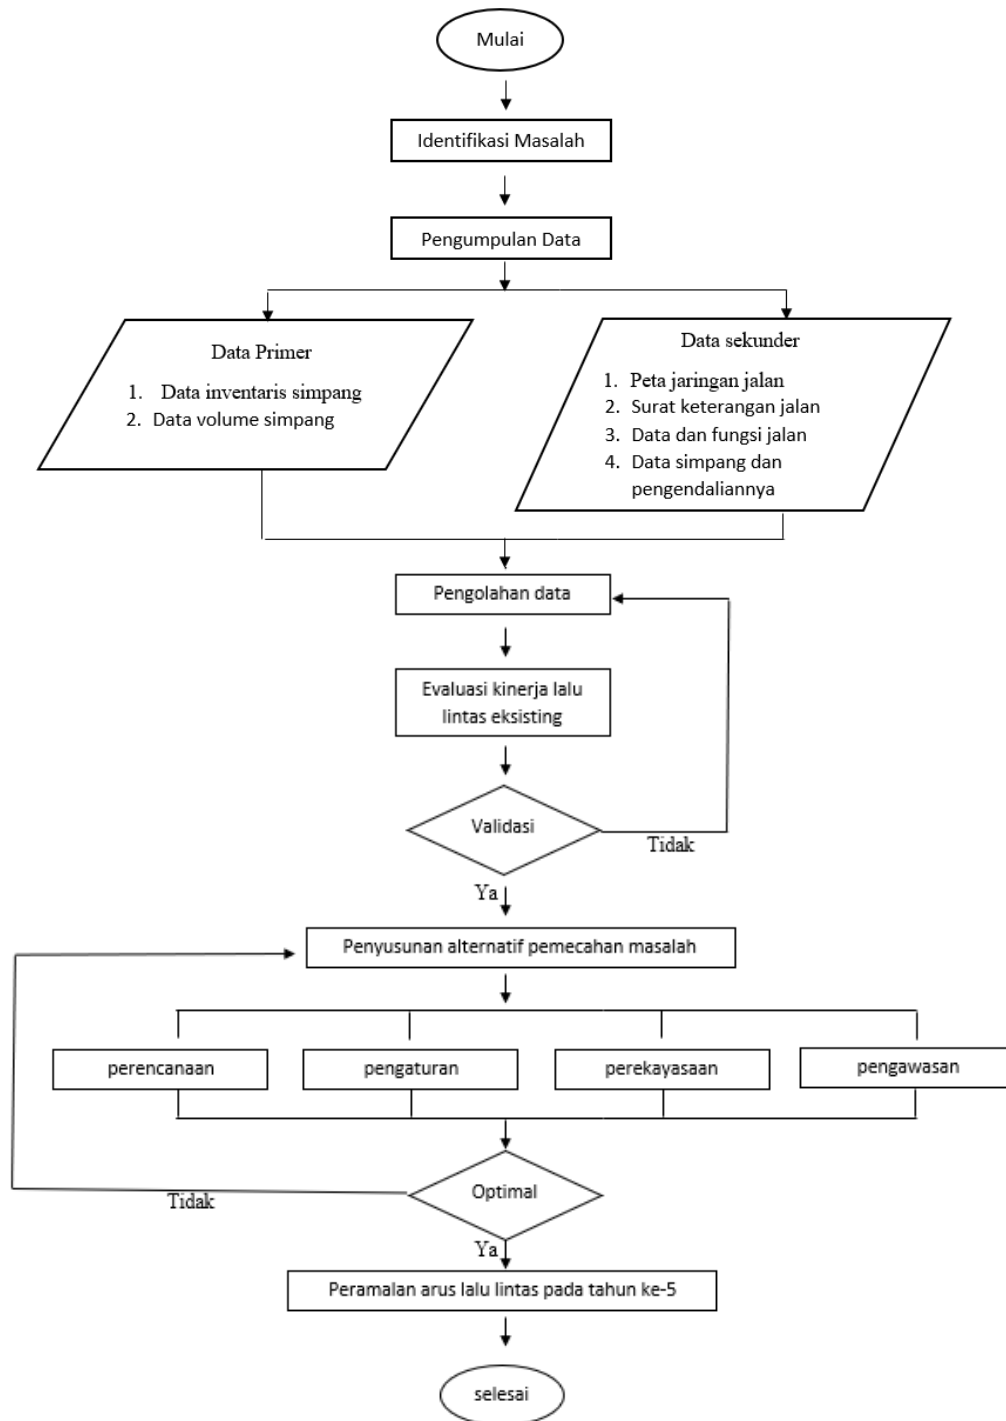 Mulai
Identifikasi Masalah
Pengumpulan Data
Data Primer
1. Data inventaris simpang
2. Data volume simpang
Data sekunder
1. Peta jaringan jalan
2. Surat keterangan jalan
3. Data dan fungsi jalan
4. Data simpang dan
pengendaliannya
Pengolahan data
Evaluasi kinerja lalu
lintas eksisting
Validasi
Tidak
Ya
Penyusunan alternatif pemecahan masalah
perencanaan
pengaturan
perekayasaan
pengawasan
Optimal
Tidak
Ya
Peramalan arus lalu lintas pada tahun ke-5
selesai